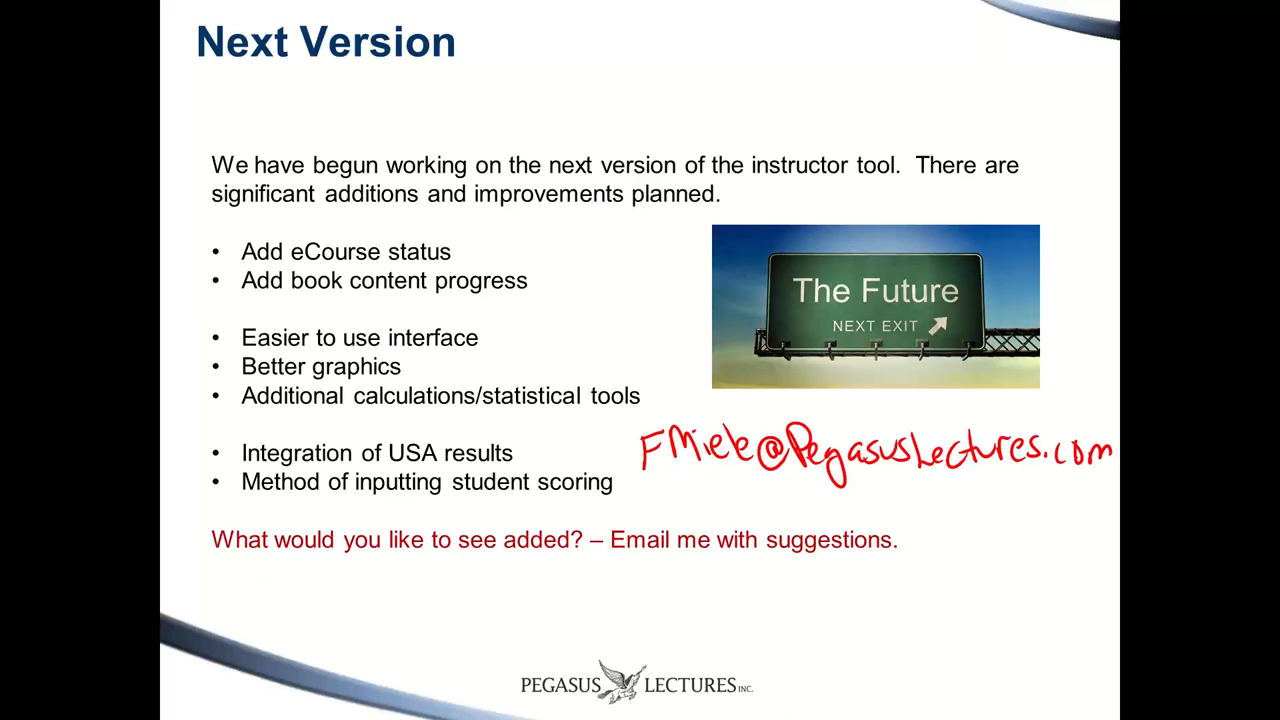 Next Version
We have begun working on the next version of the instructor tool. There are
significant additions and improvements planned.
• Add eCourse status
• Add book content progress
The Future
NEXT EXIT
• Easier to use interface
• Better graphics
• Additional calculations/statistical tools
• Integration of USA results
• Method of inputting student scoring
FMiele@PegasusLectures.com
What would you like to see added? – Email me with suggestions.
PEGASUS LECTURES INC.